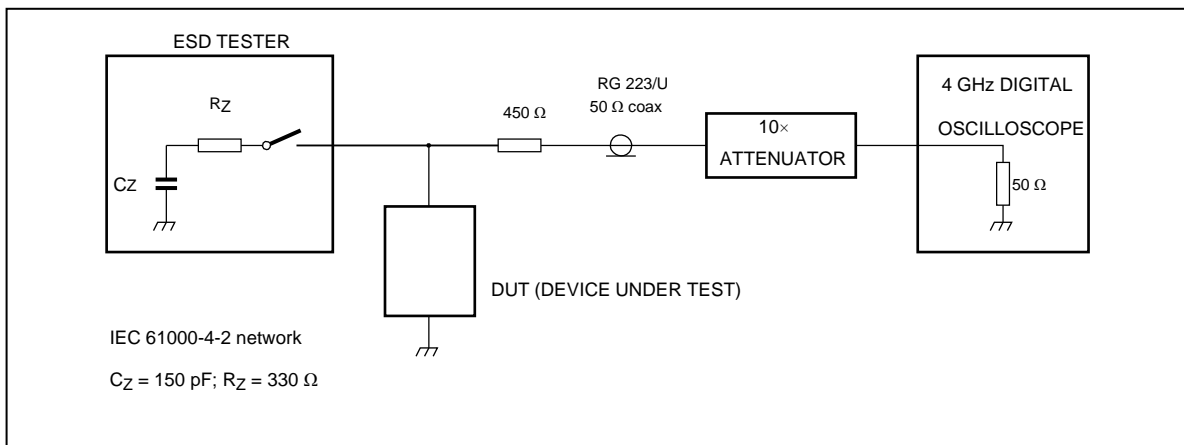 ESD TESTER
RZ
CZ
450 Ω
RG 223/U
50 Ω coax
10×
ATTENUATOR
4 GHz DIGITAL
OSCILLOSCOPE
50 Ω
DUT (DEVICE UNDER TEST)
IEC 61000-4-2 network
CZ = 150 pF; RZ = 330 Ω